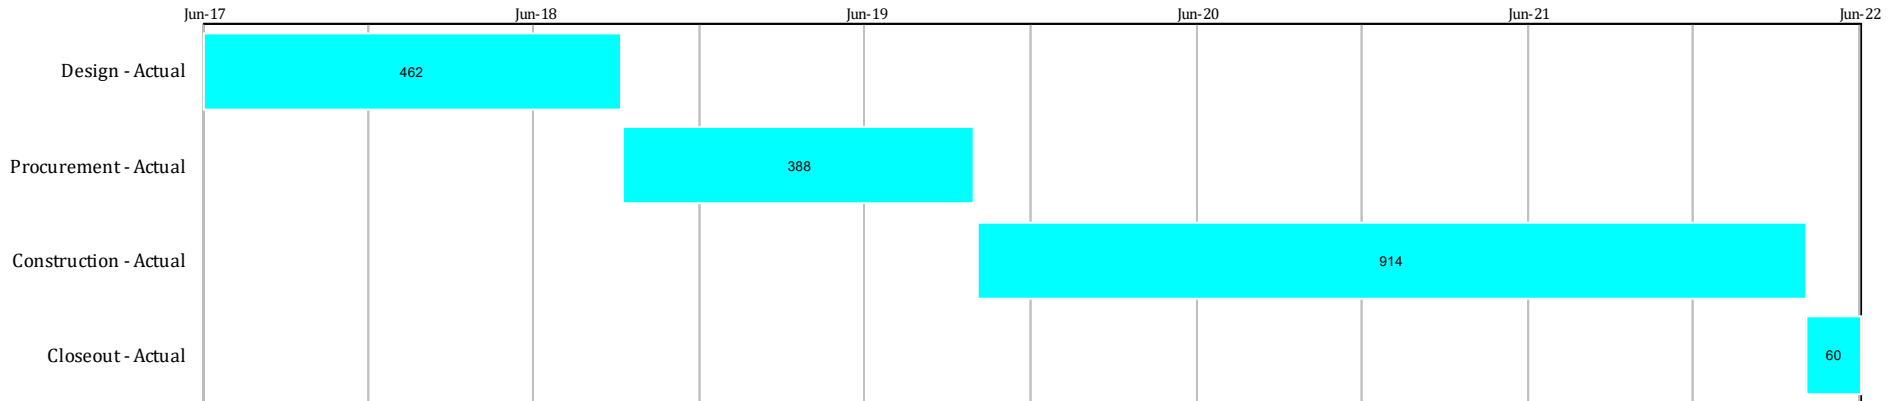 Jun-17 Jun-18 Jun-19 Jun-20 Jun-21 Jun-22
Design - Actual 462
Procurement - Actual 388
Construction - Actual 914
Closeout - Actual 60